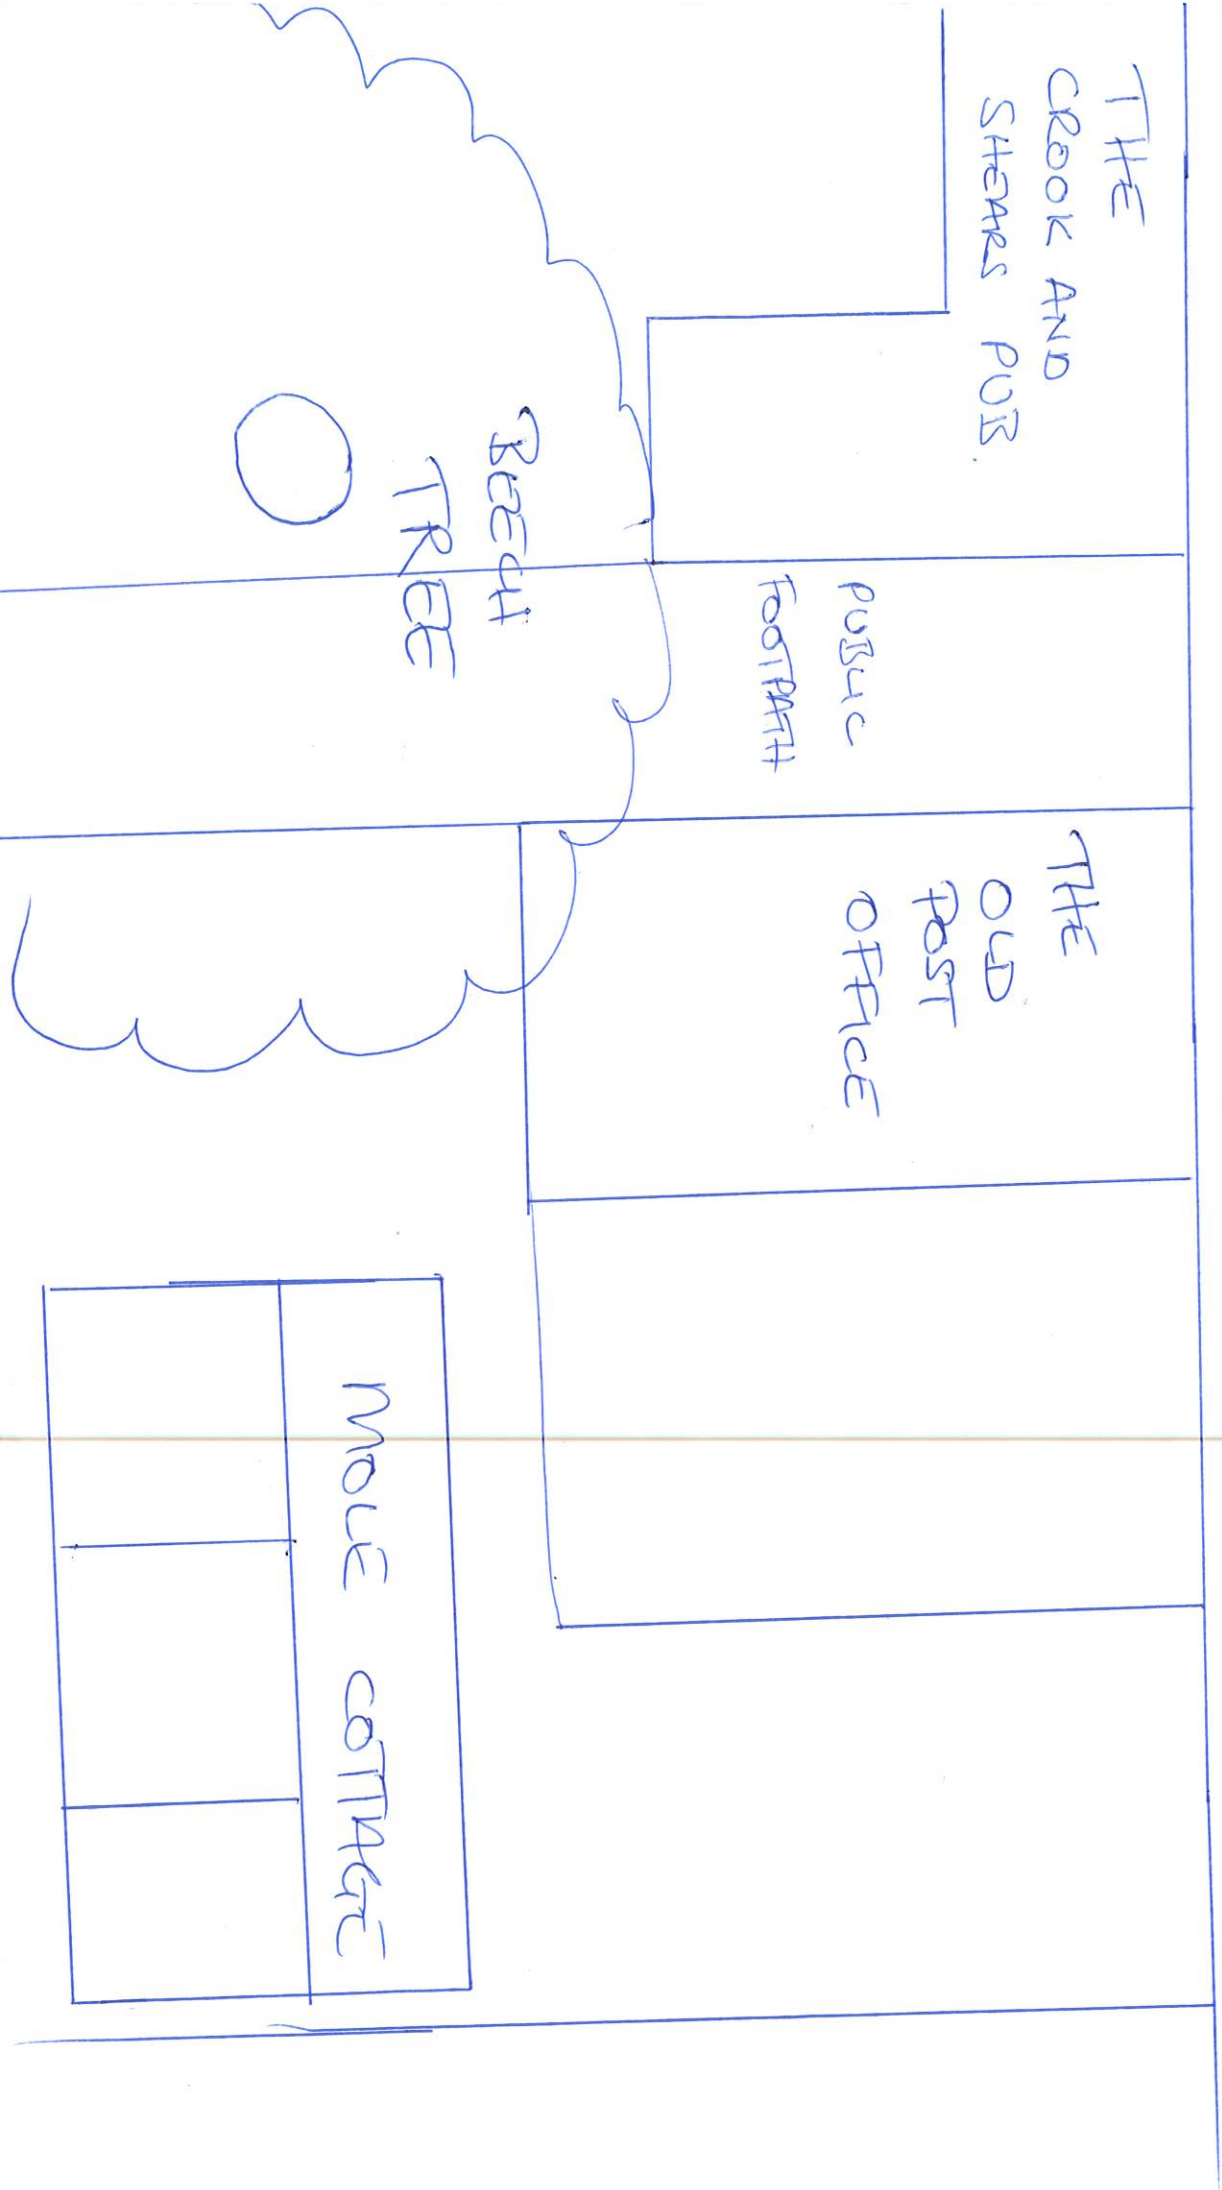 THE
CROOK AND
SHEARS PUB.
PUBLIC
FOOTPATH
THE
OLD
POST
OFFICE
BEECH
TREE
MOLE COTTAGE